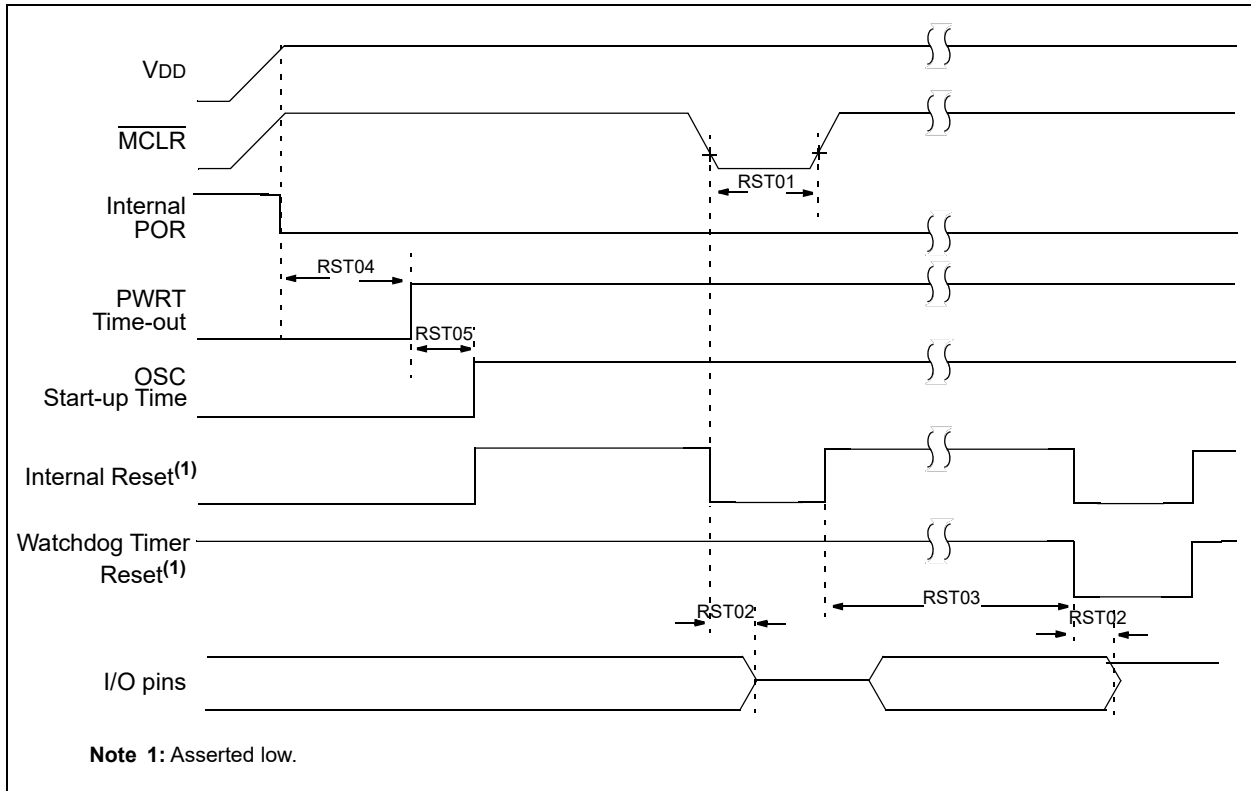 VDD
MCLR
RST01
Internal
POR
RST04
PWRT
Time-out
RST05
OSC
Start-up Time
Internal Reset(1)
Watchdog Timer
Reset(1)
RST03
RST02
RST02
I/O pins
Note 1: Asserted low.